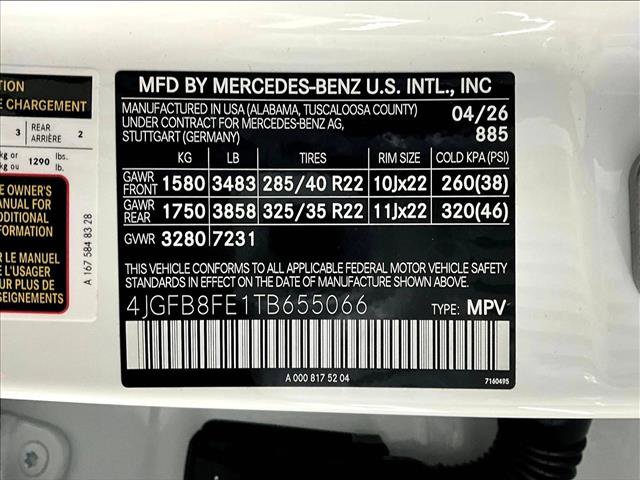 TION
E CHARGEMENT
3 REAR ARRIÈRE 2
kg or kg ou 1290 lbs. lb.
E OWNER'S
MANUAL FOR
ADDITIONAL
FORMATION
R LE MANUEL
E L'USAGER
A 167 584 83 28
MFD BY MERCEDES-BENZ U.S. INTL., INC
MANUFACTURED IN USA (ALABAMA, TUSCALOOSA COUNTY) 04/26
UNDER CONTRACT FOR MERCEDES-BENZ AG, 885
STUTTGART (GERMANY)
KG LB TIRES RIM SIZE COLD KPA (PSI)
GAWR FRONT 1580 3483 285/40 R22 10Jx22 260(38)
GAWR REAR 1750 3858 325/35 R22 11Jx22 320(46)
GVWR 3280 7231
THIS VEHICLE CONFORMS TO ALL APPLICABLE FEDERAL MOTOR VEHICLE SAFETY
STANDARDS IN EFFECT ON THE DATE OF MANUFACTURE SHOWN ABOVE.
4JGFB8FE1TB655066 TYPE: MPV
A 000 817 52 04 7160495